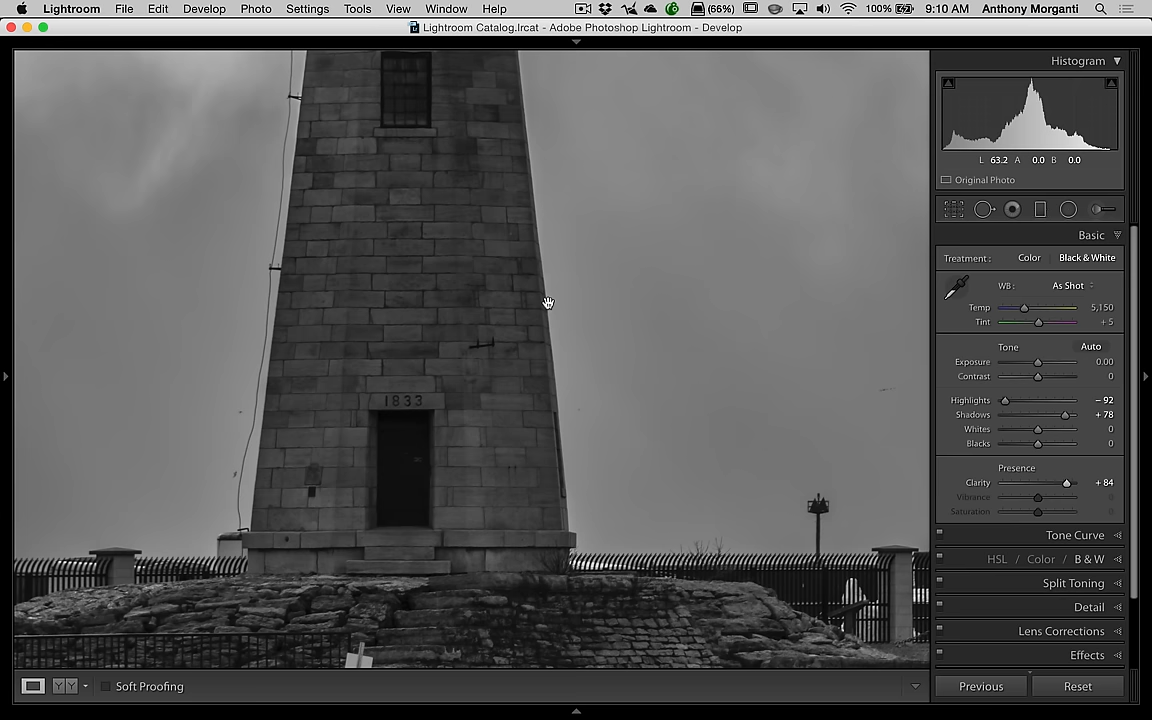 Lightroom File Edit Develop Photo Settings Tools View Window Help (66%) 100% 9:10 AM Anthony Morganti
Lightroom Catalog.lrcat - Adobe Photoshop Lightroom - Develop
Histogram
L 63.2 A 0.0 B 0.0
Original Photo
Basic
Treatment : Color Black & White
WB : As Shot
Temp 5,150
Tint + 5
Tone Auto
Exposure 0.00
Contrast 0
Highlights − 92
Shadows + 78
Whites 0
Blacks 0
Presence
Clarity + 84
Vibrance 0
Saturation 0
Tone Curve
HSL / Color / B & W
Split Toning
Detail
Lens Corrections
Effects
Previous Reset
1833
YY Soft Proofing